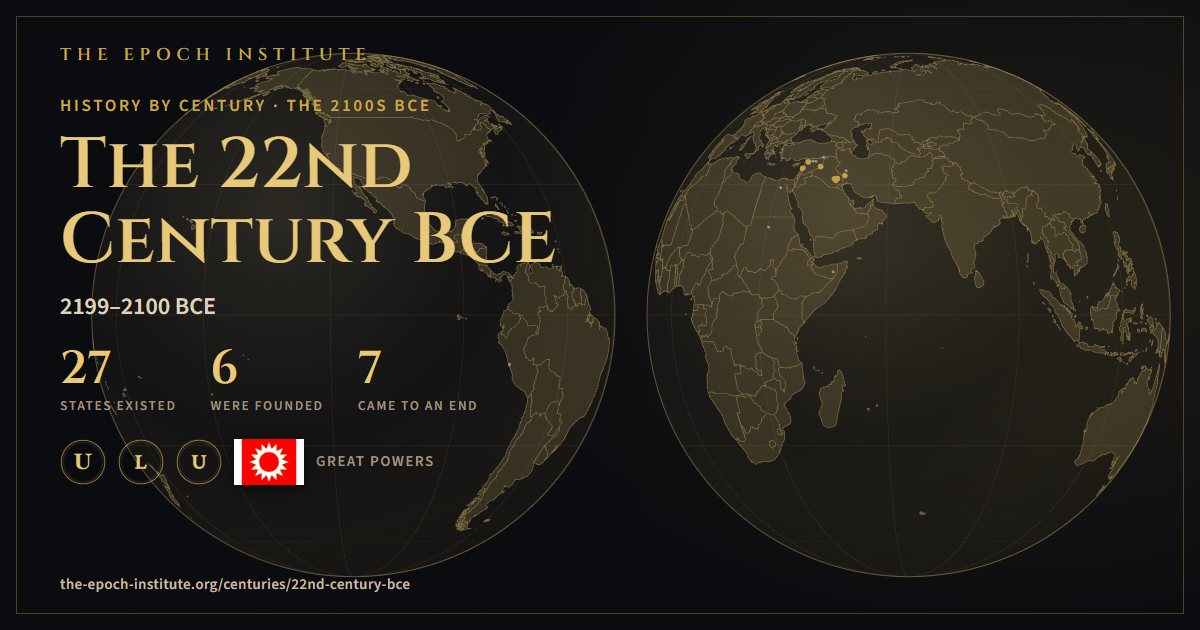 THE EPOCH INSTITUTE
HISTORY BY CENTURY · THE 2100S BCE
THE 22ND
CENTURY BCE
2199–2100 BCE
27 6 7
STATES EXISTED WERE FOUNDED CAME TO AN END
U L U GREAT POWERS
the-epoch-institute.org/centuries/22nd-century-bce